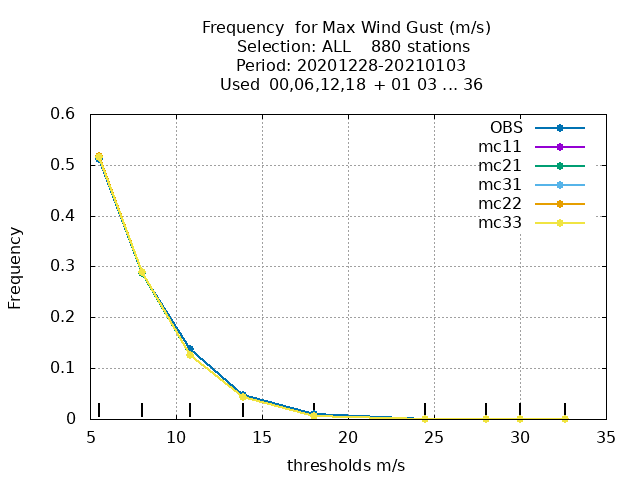 Frequency  for Max Wind Gust (m/s)
Selection: ALL    880 stations
Period: 20201228-20210103
Used  00,06,12,18  + 01 03 ... 36
OBS
mc11
mc21
mc31
mc22
mc33
Frequency
0.6
0.5
0.4
0.3
0.2
0.1
0
5 10 15 20 25 30 35
thresholds m/s